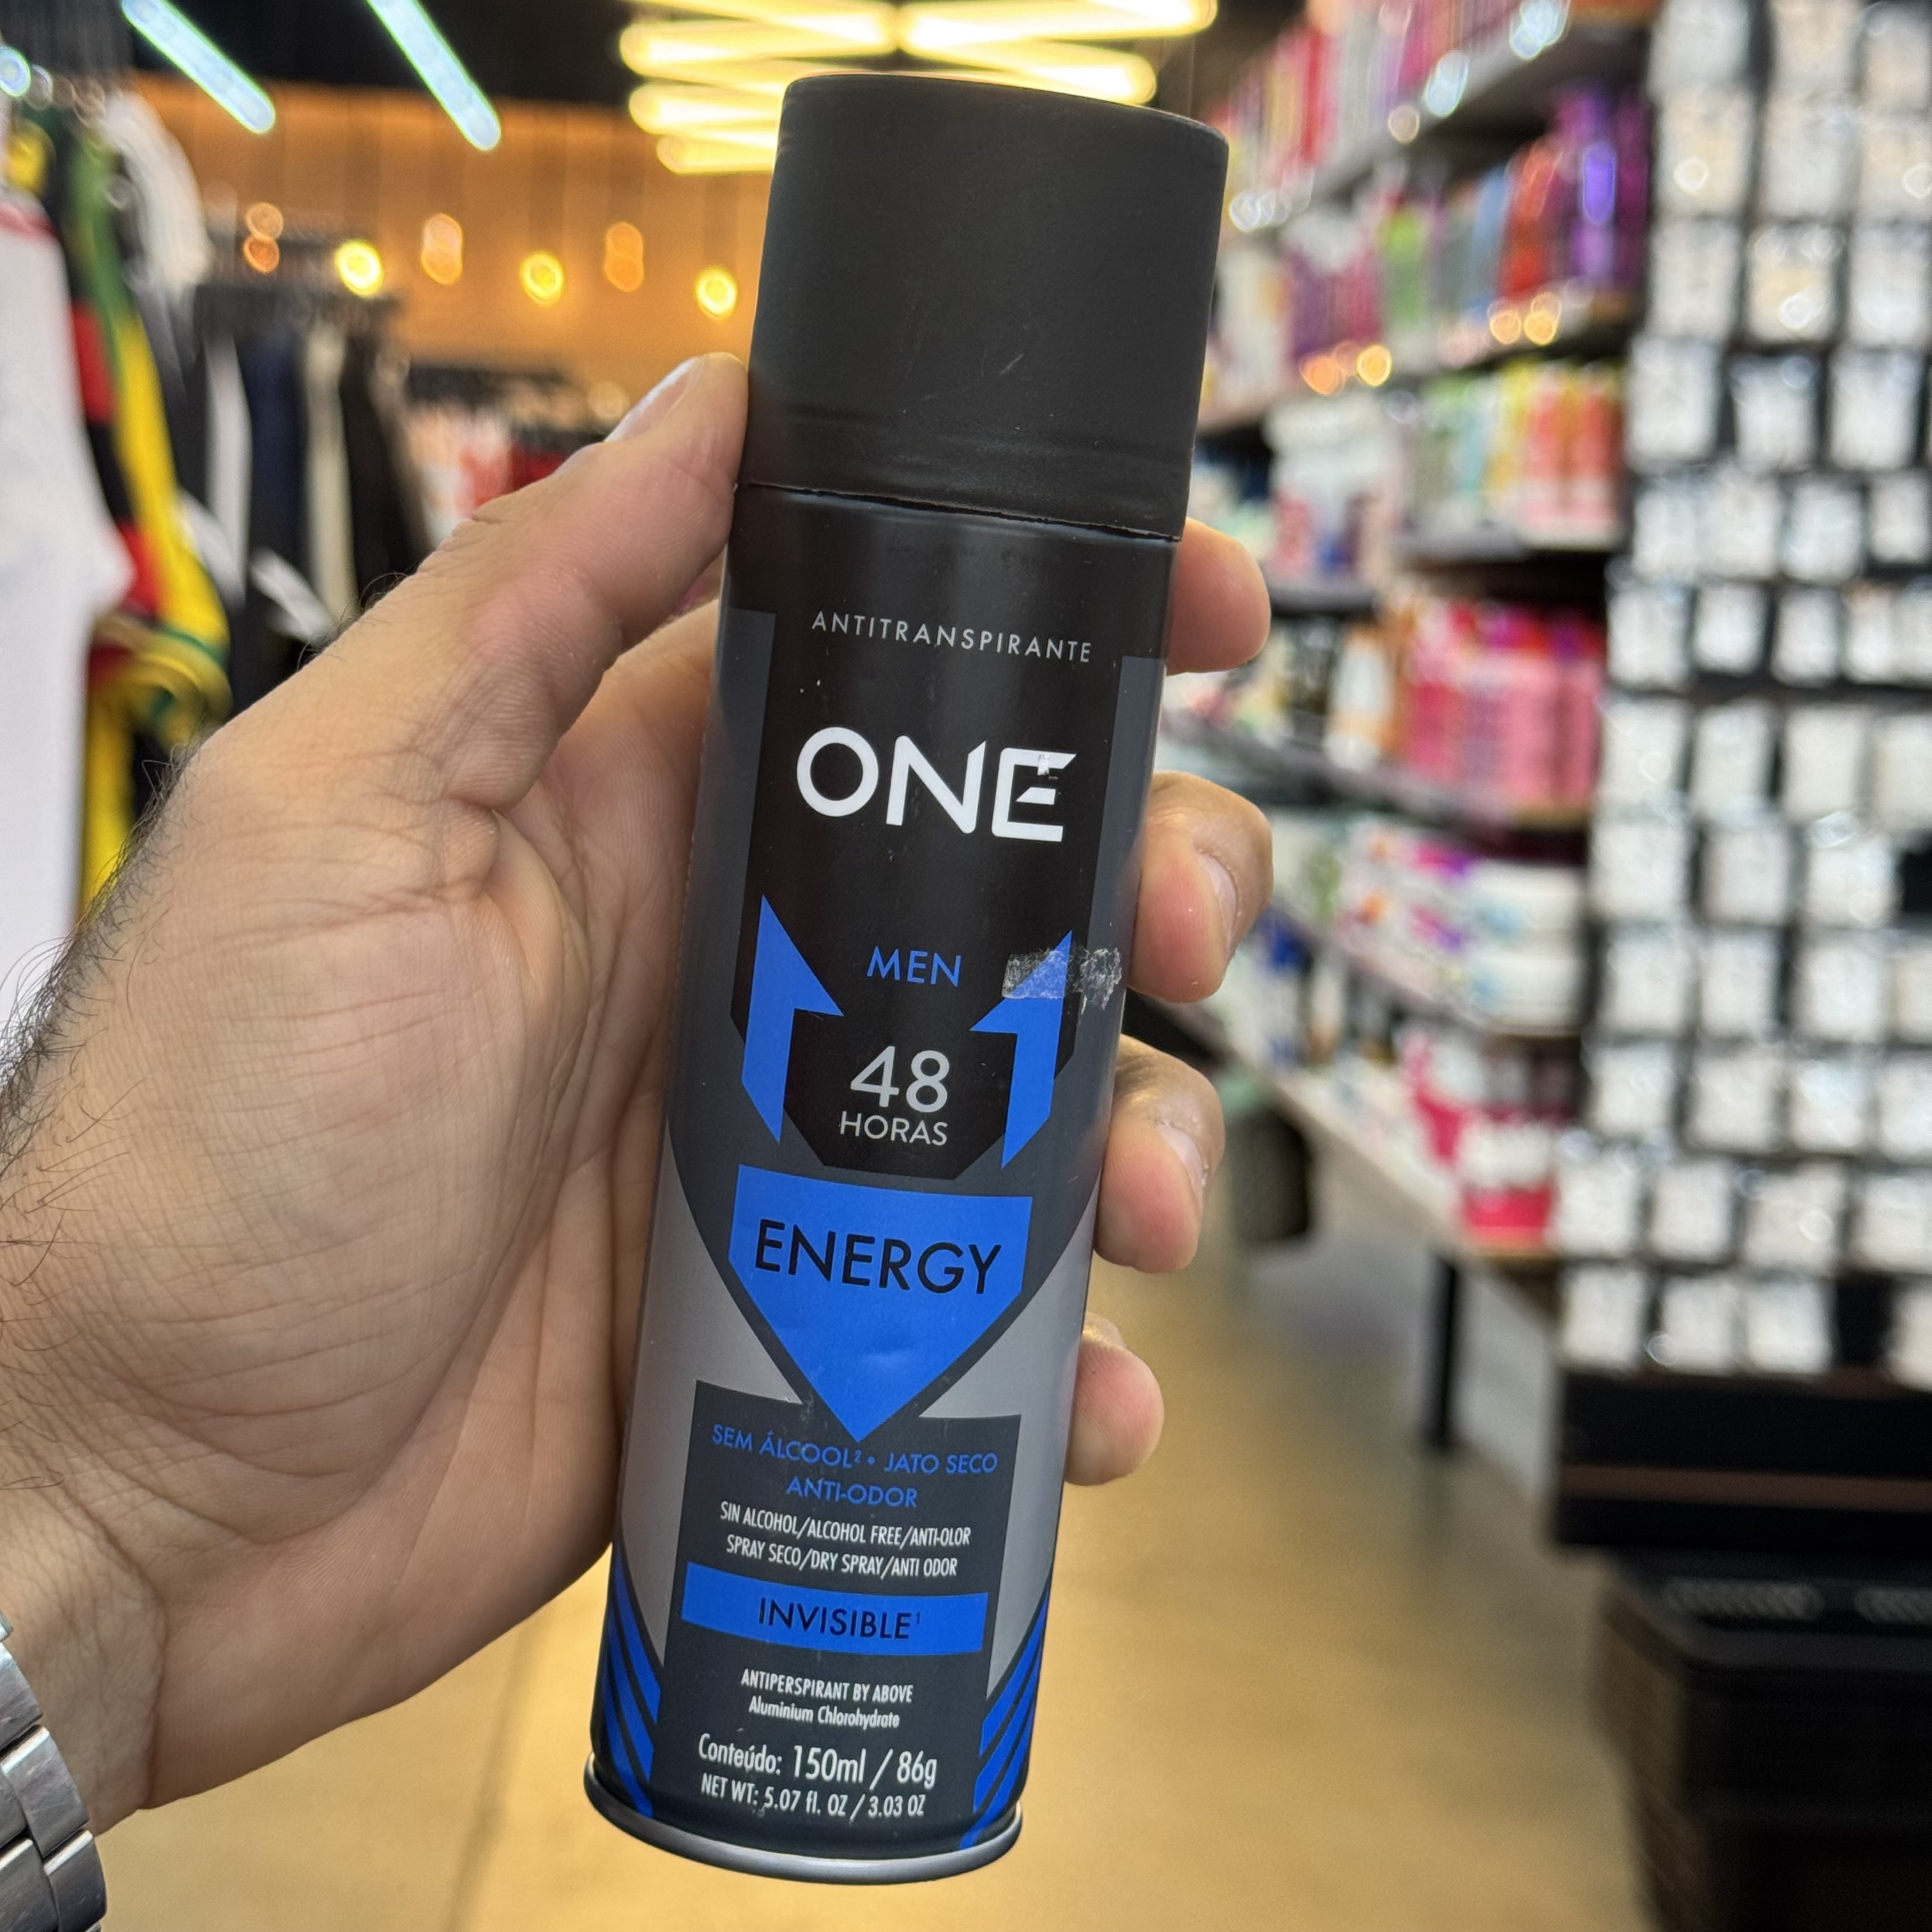 ANTITRANSPIRANTE
ONE
MEN
48
HORAS
ENERGY
SEM ÁLCOOL² • JATO SECO
ANTI-ODOR
SIN ALCOHOL/ALCOHOL FREE/ANTI-OLOR
SPRAY SECO/DRY SPRAY/ANTI ODOR
INVISIBLE¹
ANTIPERSPIRANT BY ABOVE
Aluminium Chlorohydrate
Conteúdo: 150ml / 86g
NET WT: 5.07 fl. OZ / 3.03 OZ